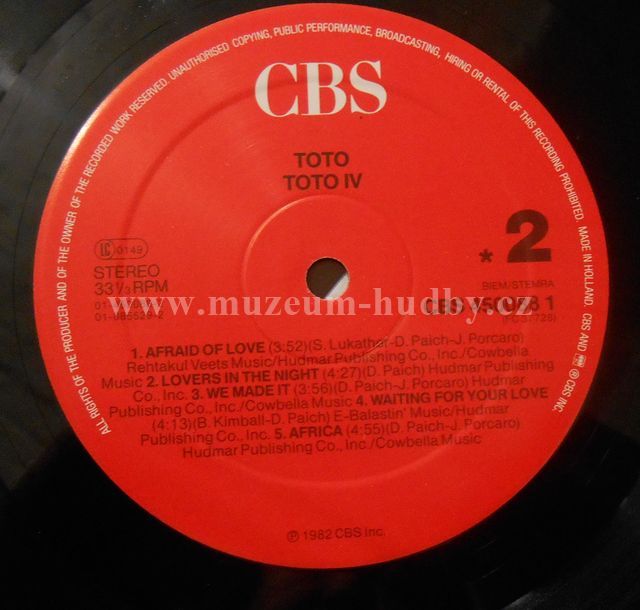 ALL RIGHTS OF THE PRODUCER AND OF THE OWNER OF THE RECORDED WORK RESERVED. UNAUTHORISED COPYING, PUBLIC PERFORMANCE, BROADCASTING, HIRING OR RENTAL OF THIS RECORDING PROHIBITED. MADE IN HOLLAND. CBS AND ® CBS INC.
CBS
TOTO
TOTO IV
* 2
LC 0149
STEREO
33⅓ RPM
BIEM/STEMRA
www.muzeum-hudby.cz
1. AFRAID OF LOVE (3:52)(S. Lukather-D. Paich-J. Porcaro)
Rehtakul Veets Music/Hudmar Publishing Co., Inc./Cowbella
Music 2. LOVERS IN THE NIGHT (4:27)(D. Paich) Hudmar Publishing
Co., Inc. 3. WE MADE IT (3:56)(D. Paich-J. Porcaro) Hudmar
Publishing Co., Inc./Cowbella Music 4. WAITING FOR YOUR LOVE
(4:13)(B. Kimball-D. Paich) E-Balastin' Music/Hudmar
Publishing Co., Inc. 5. AFRICA (4:55)(D. Paich-J. Porcaro)
Hudmar Publishing Co., Inc./Cowbella Music
℗ 1982 CBS Inc.